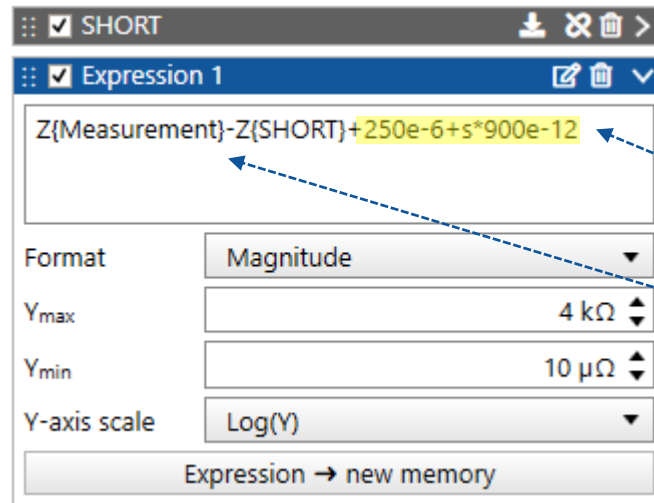 SHORT
Expression 1
Z{Measurement}-Z{SHORT}+250e-6+s*900e-12
Format Magnitude
Ymax 4 kΩ
Ymin 10 µΩ
Y-axis scale Log(Y)
Expression → new memory